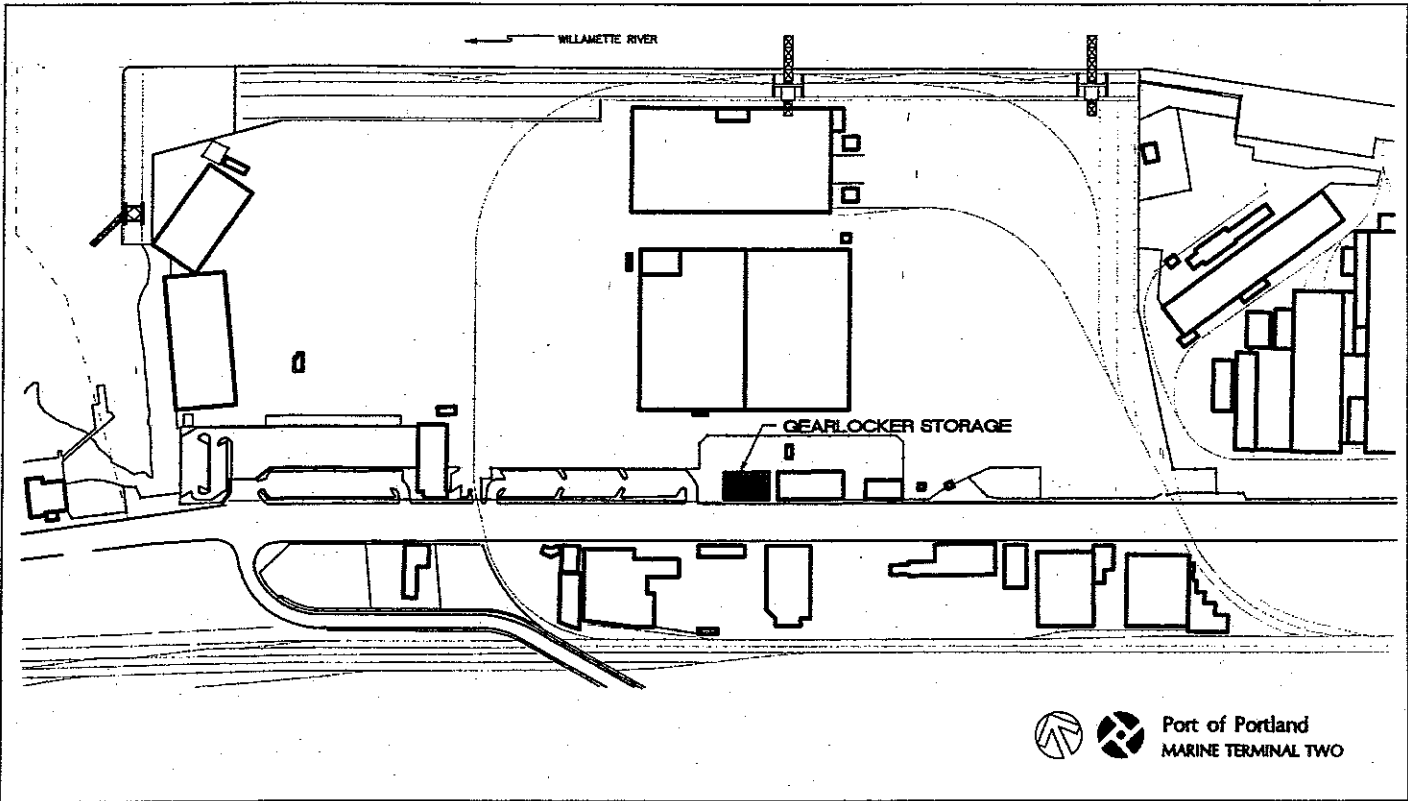 WILLAMETTE RIVER
GEARLOCKER STORAGE
Port of Portland
MARINE TERMINAL TWO